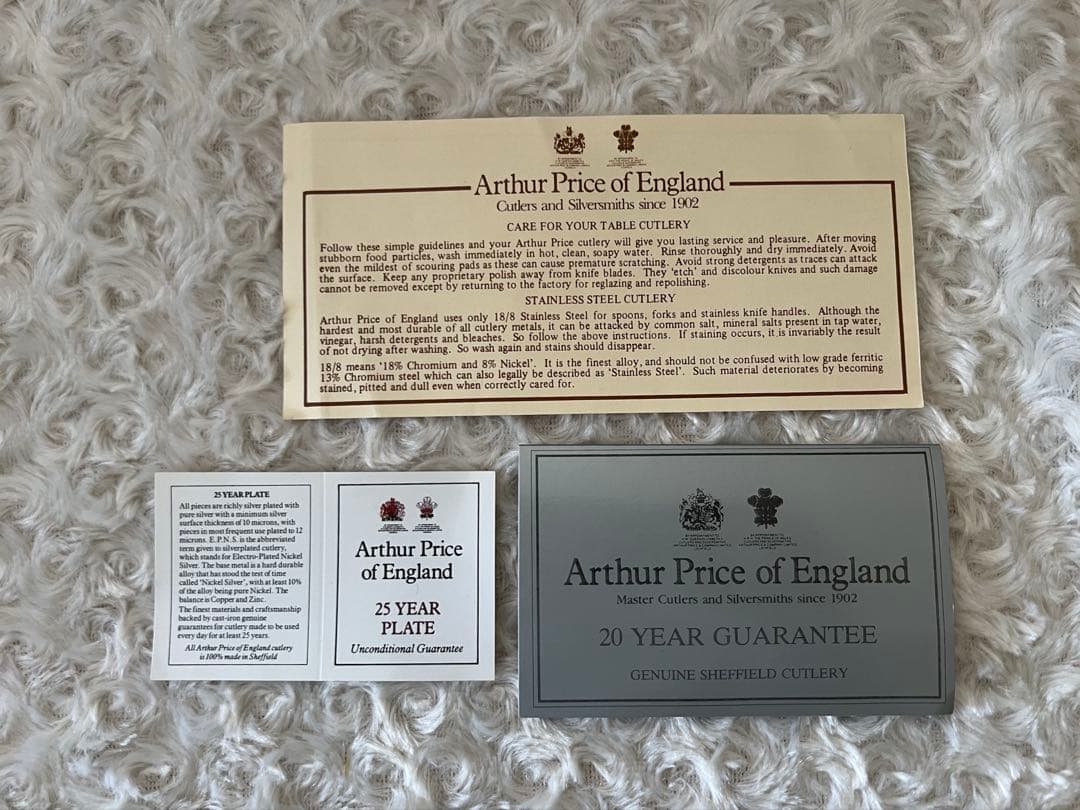 Arthur Price of England
Cutlers and Silversmiths since 1902
CARE FOR YOUR TABLE CUTLERY
Follow these simple guidelines and your Arthur Price cutlery will give you lasting service and pleasure. After moving
stubborn food particles, wash immediately in hot, clean, soapy water. Rinse thoroughly and dry immediately. Avoid
even the mildest of scouring pads as these can cause premature scratching. Avoid strong detergents as traces can attack
the surface. Keep any proprietary polish away from knife blades. They 'etch' and discolour knives and such damage
cannot be removed except by returning to the factory for reglazing and repolishing.
STAINLESS STEEL CUTLERY
Arthur Price of England uses only 18/8 Stainless Steel for spoons, forks and stainless knife handles. Although the
hardest and most durable of all cutlery metals, it can be attacked by common salt, mineral salts present in tap water,
vinegar, harsh detergents and bleaches. So follow the above instructions. If staining occurs, it is invariably the result
of not drying after washing. So wash again and stains should disappear.
18/8 means '18% Chromium and 8% Nickel'. It is the finest alloy, and should not be confused with low grade ferritic
13% Chromium steel which can also legally be described as 'Stainless Steel'. Such material deteriorates by becoming
stained, pitted and dull even when correctly cared for.
25 YEAR PLATE
All pieces are richly silver plated with
pure silver with a minimum silver
surface thickness of 10 microns, with
pieces in most frequent use plated to 12
microns. E.P.N.S. is the abbreviated
term given to silverplated cutlery,
which stands for Electro-Plated Nickel
Silver. The base metal is a hard durable
alloy that has stood the test of time
called 'Nickel Silver', with at least 10%
of the alloy being pure Nickel. The
balance is Copper and Zinc.
The finest materials and craftsmanship
backed by cast-iron genuine
guarantees for cutlery made to be used
every day for at least 25 years.
All Arthur Price of England cutlery
is 100% made in Sheffield
Arthur Price
of England
25 YEAR
PLATE
Unconditional Guarantee
Arthur Price of England
Master Cutlers and Silversmiths since 1902
20 YEAR GUARANTEE
GENUINE SHEFFIELD CUTLERY